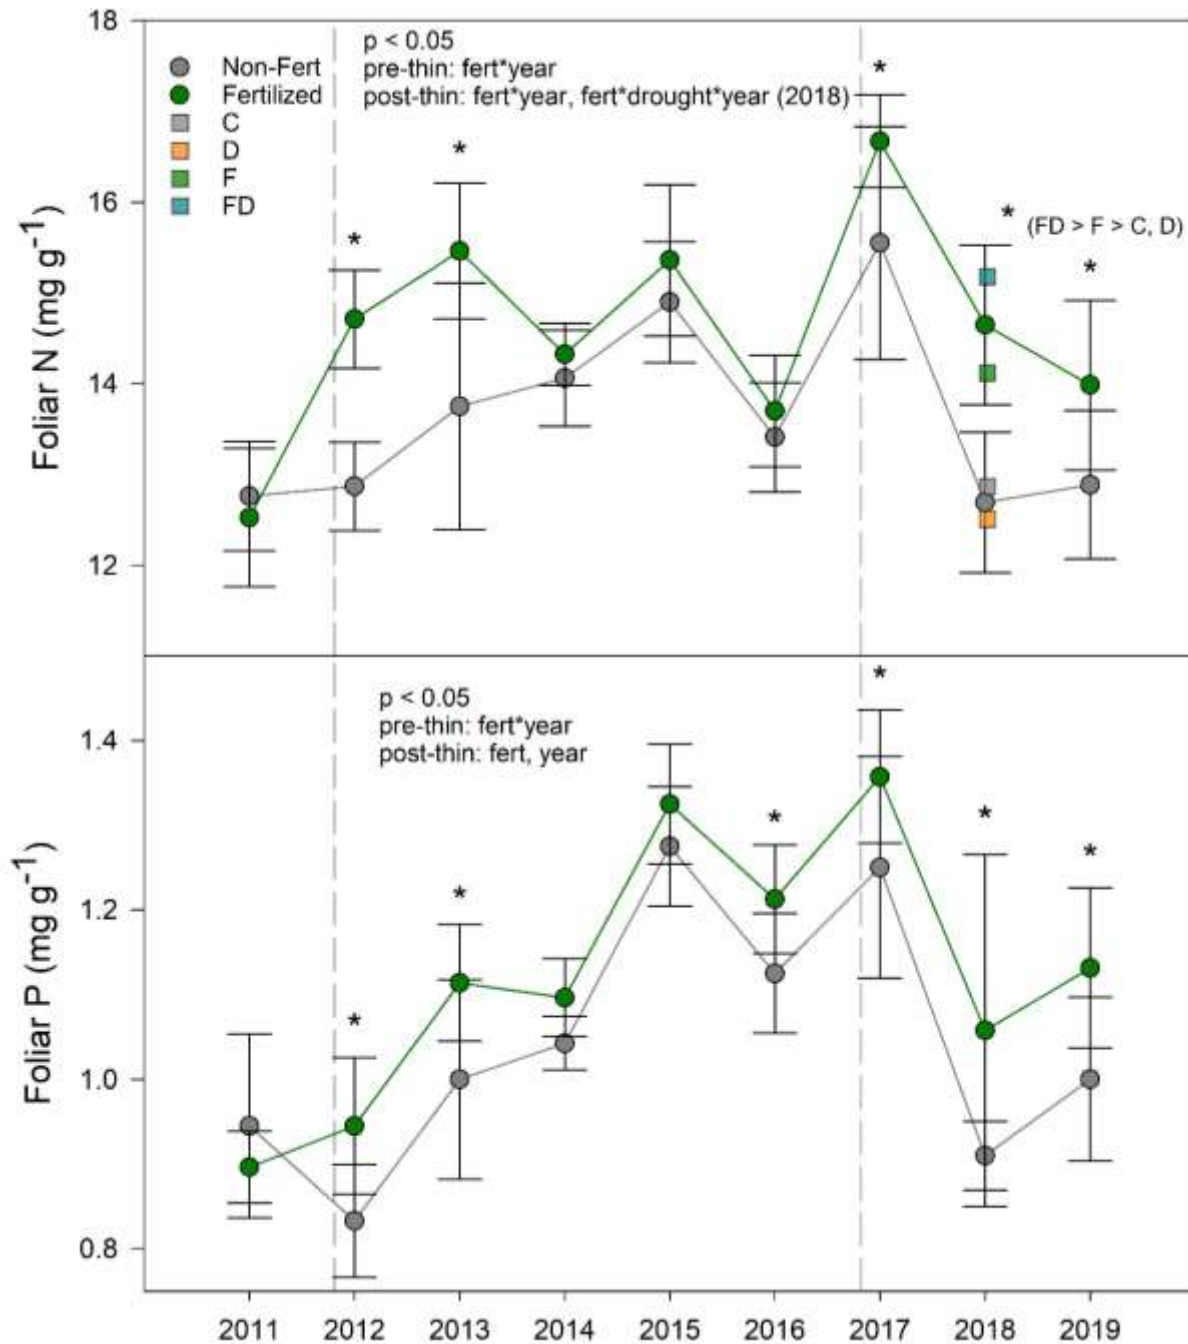 18
p < 0.05
Non-Fert
pre-thin: fert*year
*
Fertilized
post-thin: fert*year, fert*drought*year (2018)
C
D
*
F
16
FD
*
* (FD > F > C, D)
*
14
12
Foliar N (mg g⁻¹)
p < 0.05
pre-thin: fert*year
post-thin: fert, year
*
1.4
*
*
*
*
1.2
*
1.0
0.8
Foliar P (mg g⁻¹)
2011 2012 2013 2014 2015 2016 2017 2018 2019